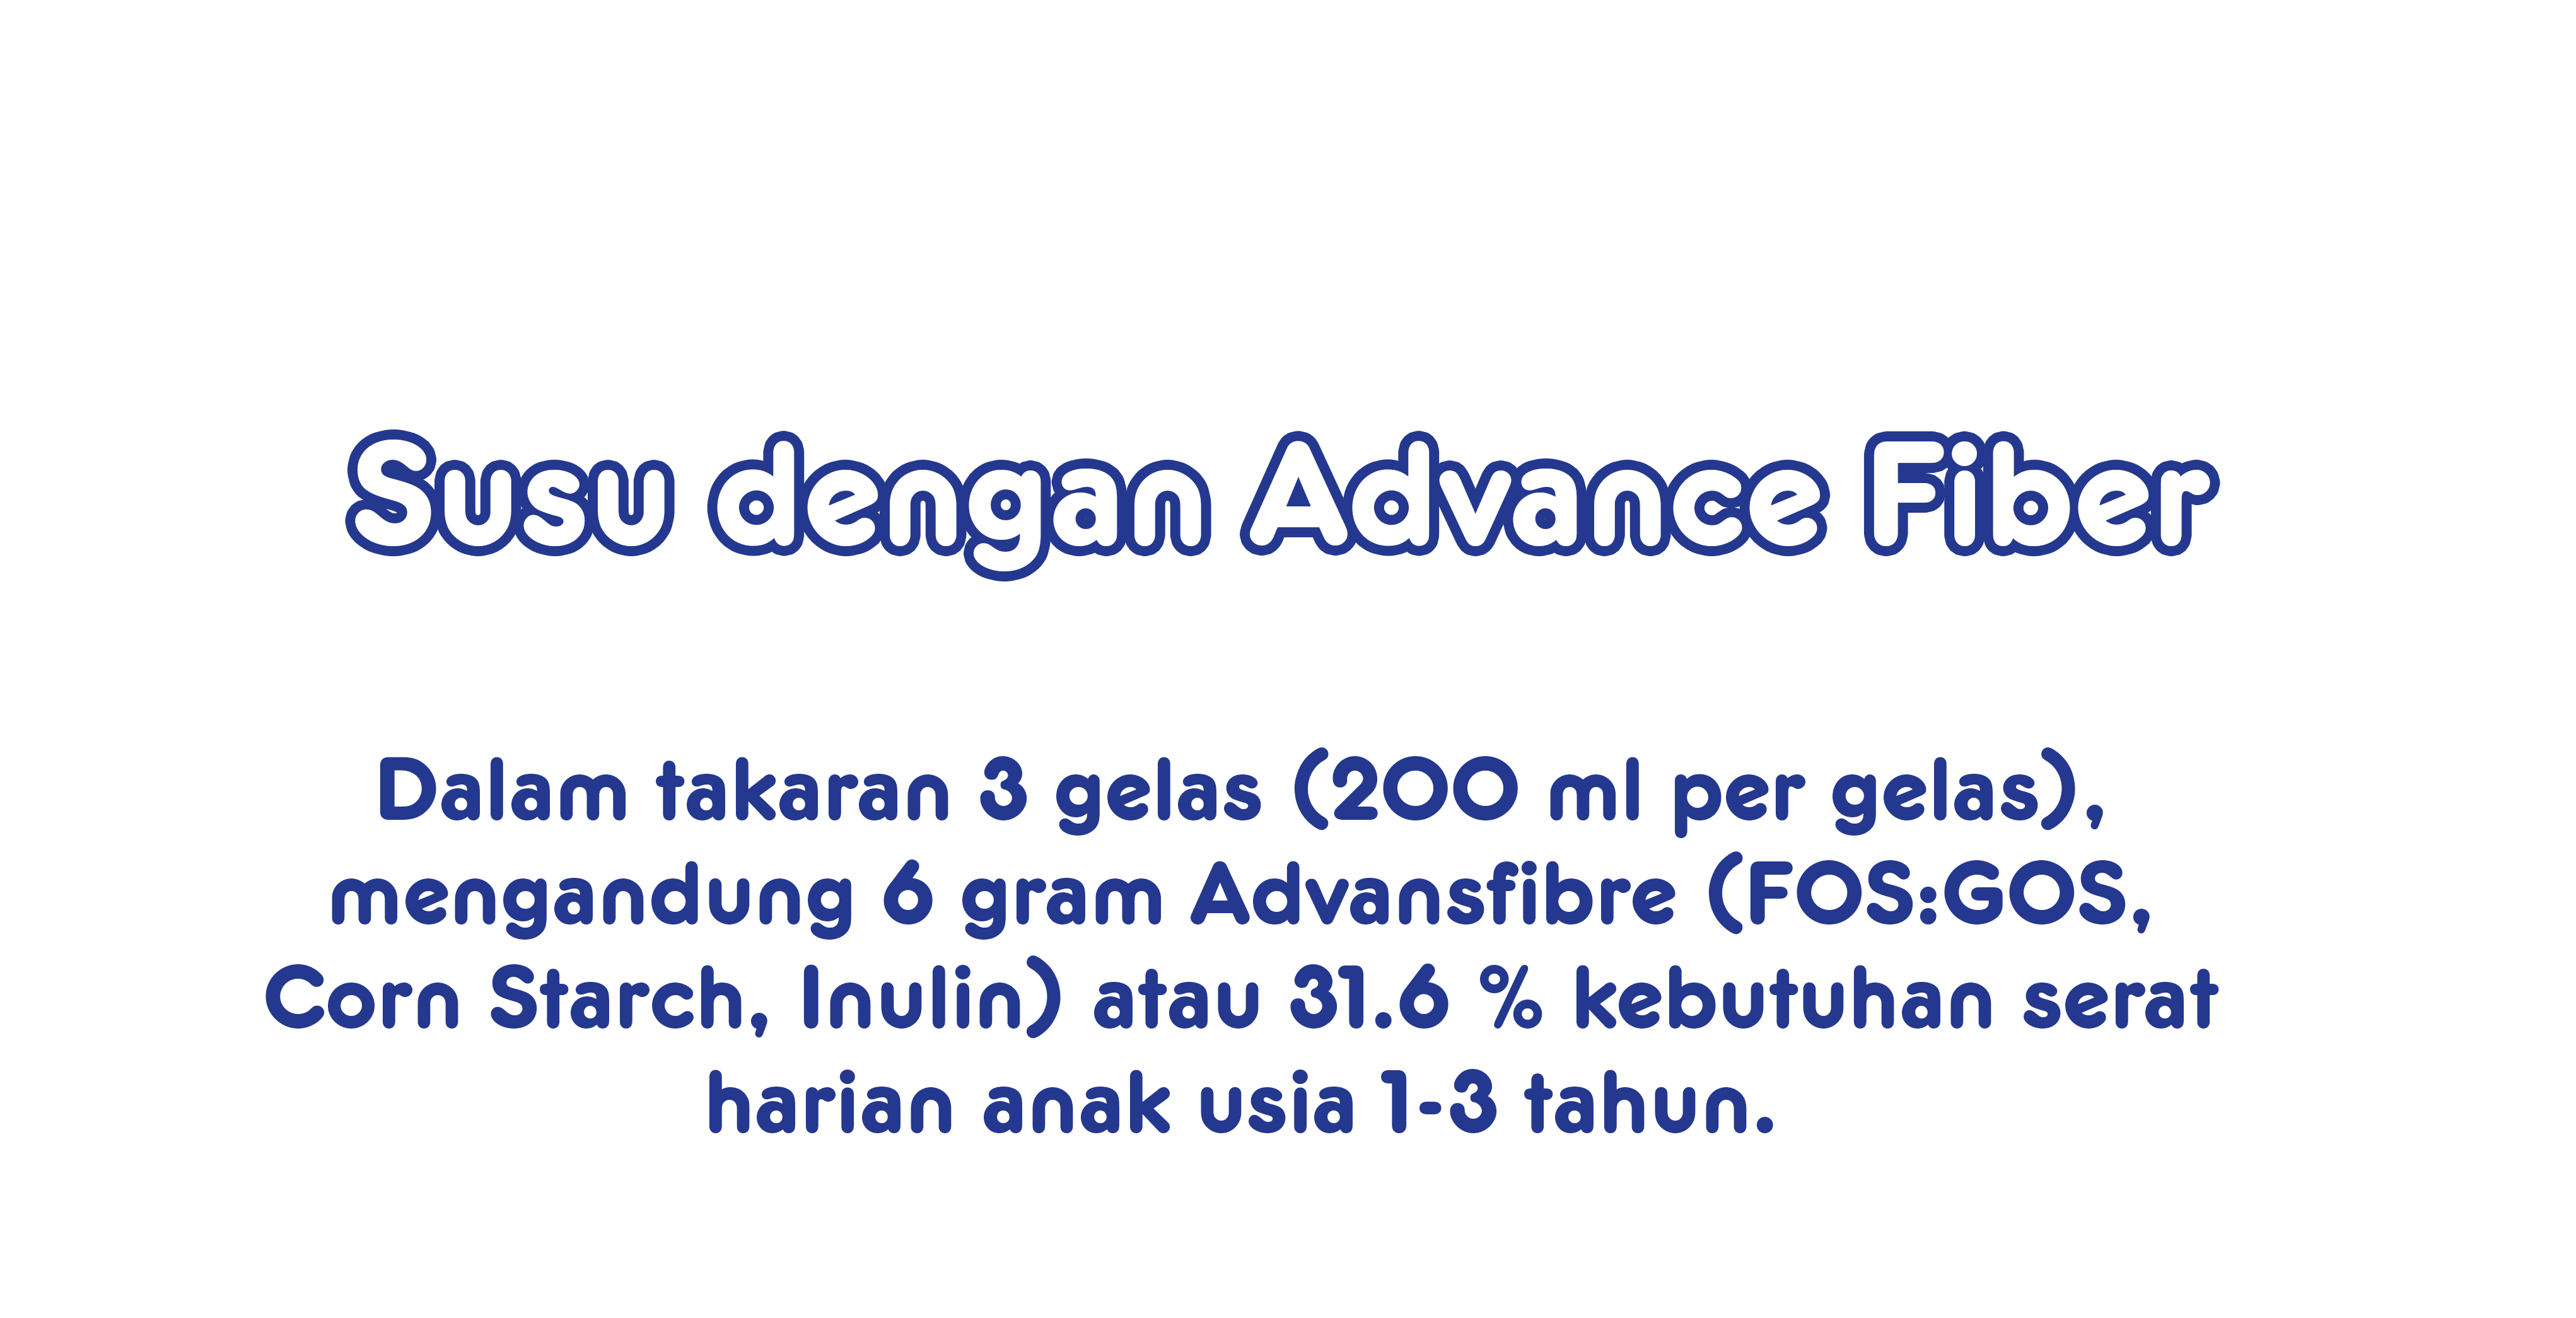 Susu dengan Advance Fiber
Dalam takaran 3 gelas (200 ml per gelas),
mengandung 6 gram Advansfibre (FOS:GOS,
Corn Starch, Inulin) atau 31.6 % kebutuhan serat
harian anak usia 1-3 tahun.